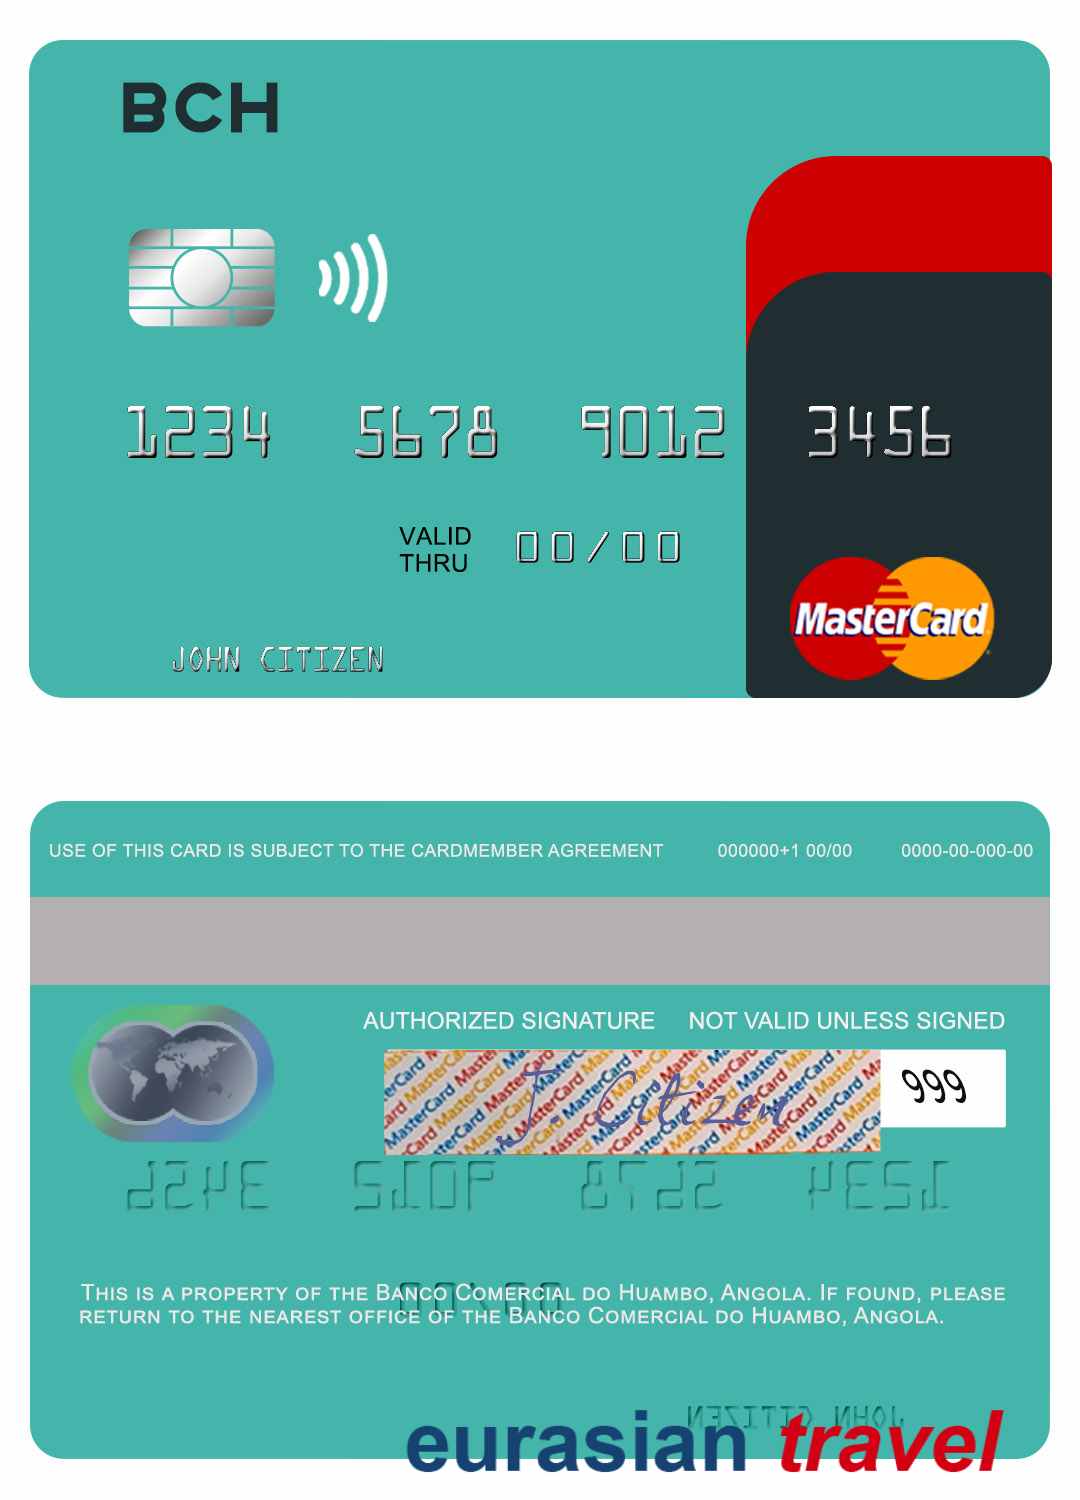 BCH
1234 5678 9012 3456
VALID
THRU 00/00
MasterCard
JOHN CITIZEN
USE OF THIS CARD IS SUBJECT TO THE CARDMEMBER AGREEMENT 000000+1 00/00 0000-00-000-00
AUTHORIZED SIGNATURE NOT VALID UNLESS SIGNED
J. Citizen 999
THIS IS A PROPERTY OF THE BANCO COMERCIAL DO HUAMBO, ANGOLA. IF FOUND, PLEASE
RETURN TO THE NEAREST OFFICE OF THE BANCO COMERCIAL DO HUAMBO, ANGOLA.
eurasian travel